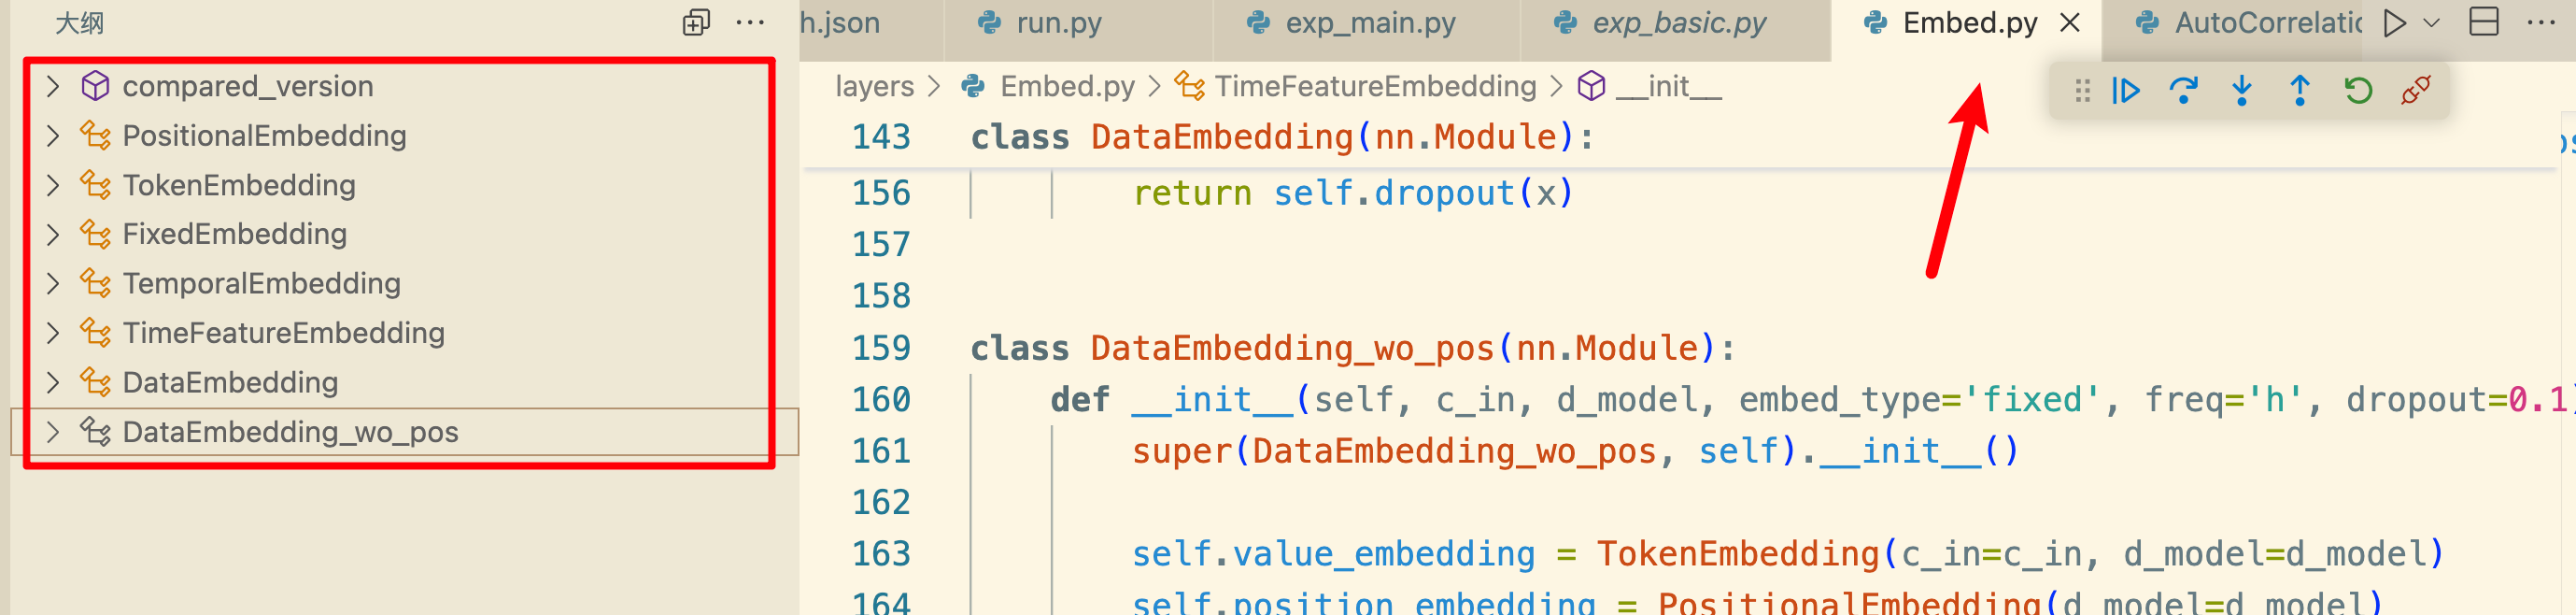 大纲
compared_version
PositionalEmbedding
TokenEmbedding
FixedEmbedding
TemporalEmbedding
TimeFeatureEmbedding
DataEmbedding
DataEmbedding_wo_pos
h.json run.py exp_main.py exp_basic.py Embed.py AutoCorrelatic
layers > Embed.py > TimeFeatureEmbedding > __init__
143 class DataEmbedding(nn.Module):
156 return self.dropout(x)
157
158
159 class DataEmbedding_wo_pos(nn.Module):
160 def __init__(self, c_in, d_model, embed_type='fixed', freq='h', dropout=0.1)
161 super(DataEmbedding_wo_pos, self).__init__()
162
163 self.value_embedding = TokenEmbedding(c_in=c_in, d_model=d_model)
164 self.position_embedding = PositionalEmbedding(d_model=d_model)